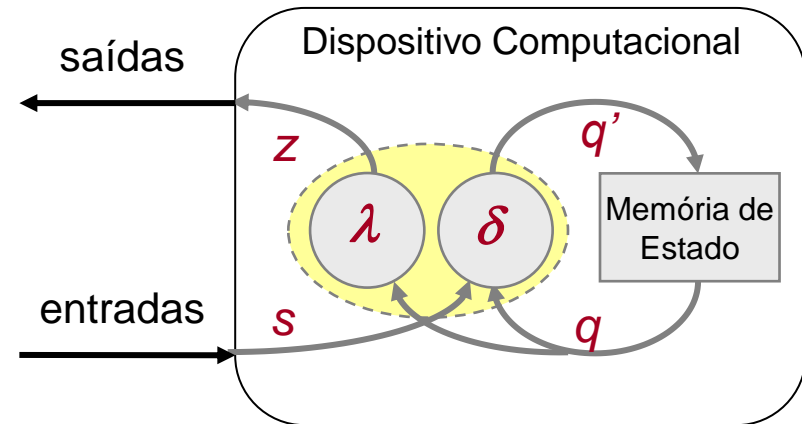 Dispositivo Computacional
saídas
z
q’
λ
δ
Memória de
Estado
entradas
s
q